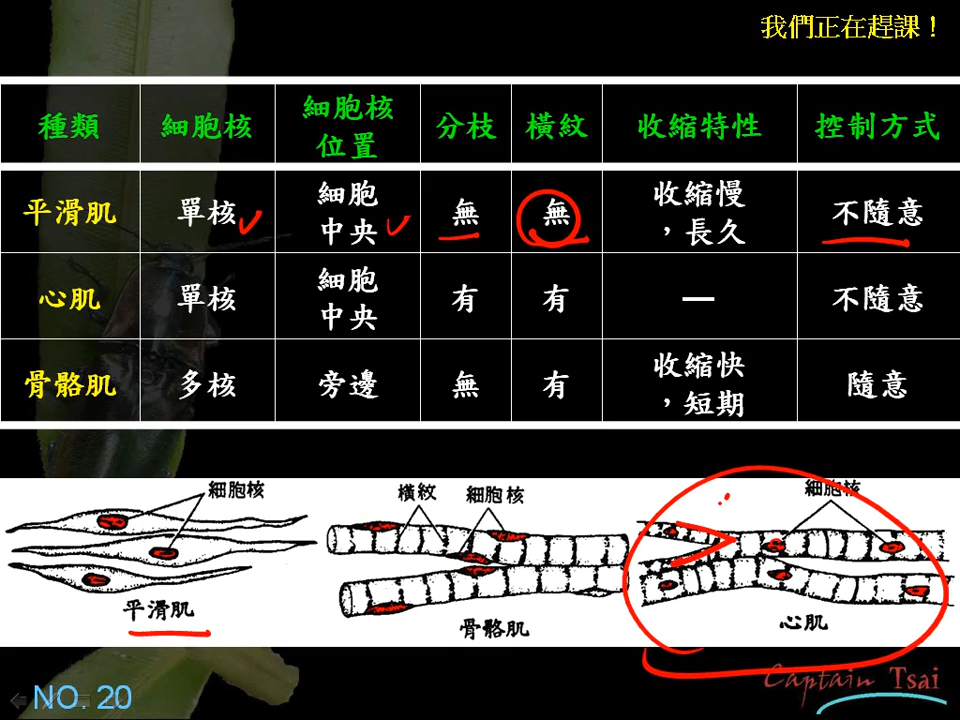 我們正在趕課！
種類 細胞核 細胞核位置 分枝 橫紋 收縮特性 控制方式
平滑肌 單核 細胞中央 無 無 收縮慢，長久 不隨意
心肌 單核 細胞中央 有 有 — 不隨意
骨骼肌 多核 旁邊 無 有 收縮快，短期 隨意
細胞核
平滑肌
橫紋 細胞核
骨骼肌
細胞核
心肌
NO. 20
Captain Tsai